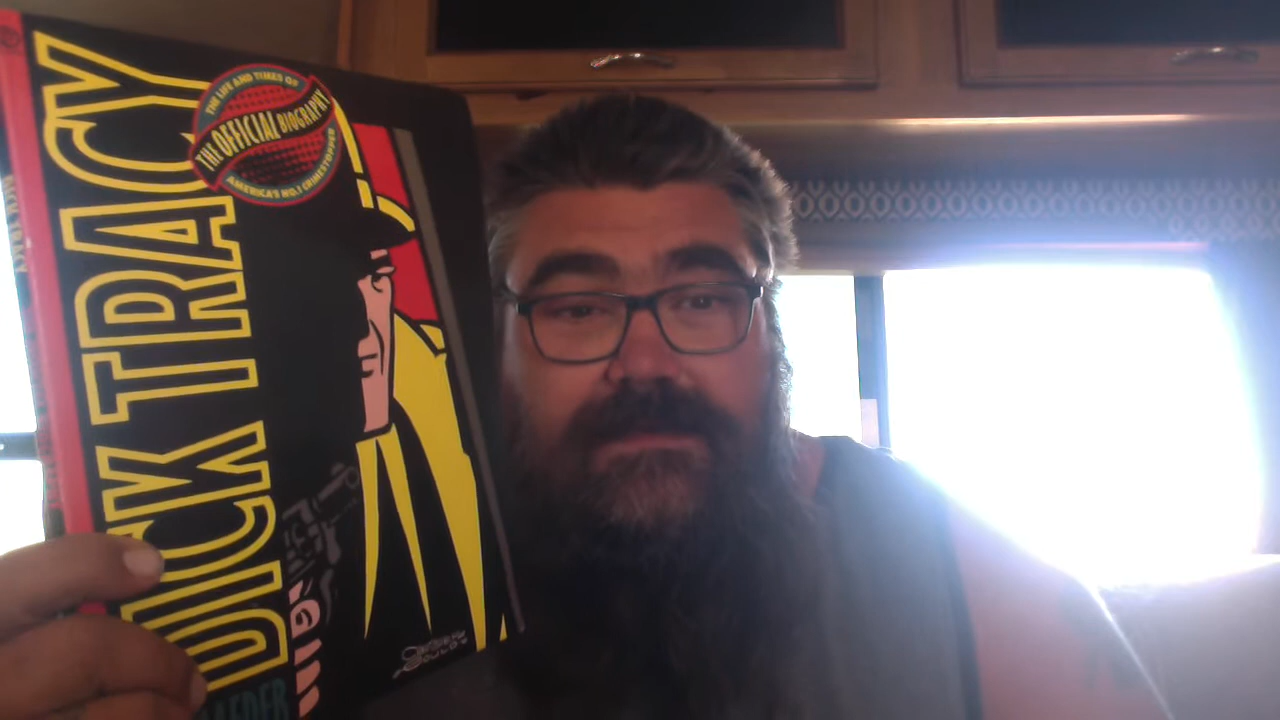 DICK TRACY
THE LIFE AND TIMES OF
THE OFFICIAL BIOGRAPHY
AMERICA'S NO.1 CRIMESTOPPER